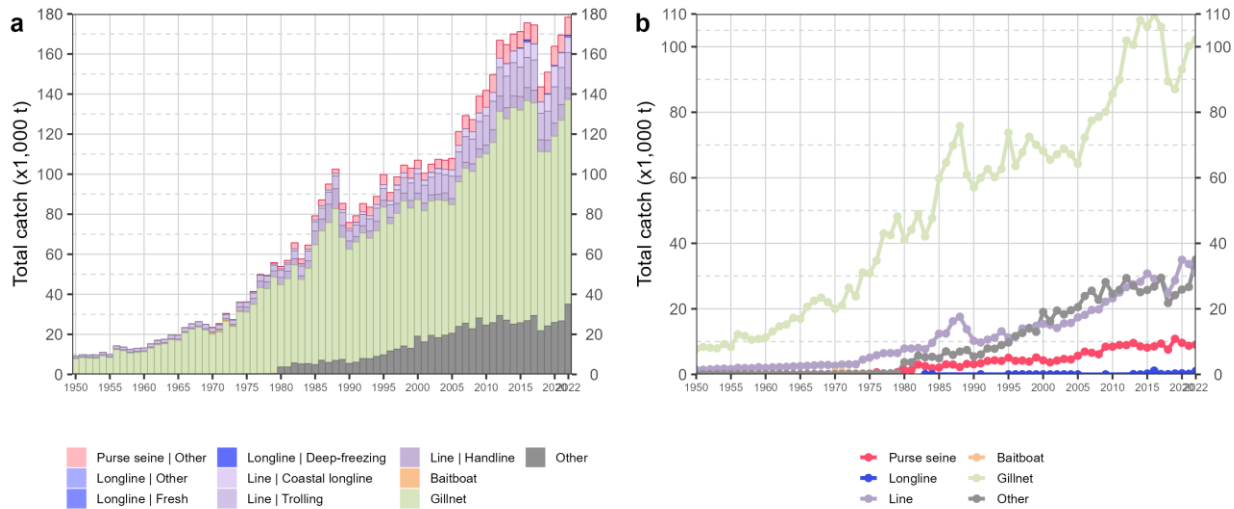 a
b
Total catch (x1,000 t)
180
160
140
120
100
80
60
40
20
0
180
160
140
120
100
80
60
40
20
0
1950 1955 1960 1965 1970 1975 1980 1985 1990 1995 2000 2005 2010 2015 2020 2022
Total catch (x1,000 t)
110
100
80
60
40
20
0
110
100
80
60
40
20
0
1950 1955 1960 1965 1970 1975 1980 1985 1990 1995 2000 2005 2010 2015 2020 2022
Purse seine | Other
Longline | Other
Longline | Fresh
Longline | Deep-freezing
Line | Coastal longline
Line | Trolling
Line | Handline
Baitboat
Gillnet
Other
Purse seine
Longline
Line
Baitboat
Gillnet
Other